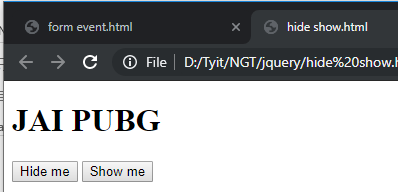 form event.html
hide show.html
File
D:/Tyit/NGT/jquery/hide%20show.h
JAI PUBG
Hide me
Show me